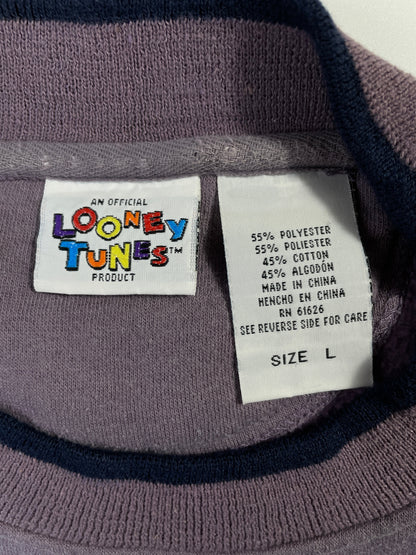 AN OFFICIAL
LOONEY
TUNES™
PRODUCT
55% POLYESTER
55% POLIESTER
45% COTTON
45% ALGODÓN
MADE IN CHINA
HENCHO EN CHINA
RN 61626
SEE REVERSE SIDE FOR CARE
SIZE L